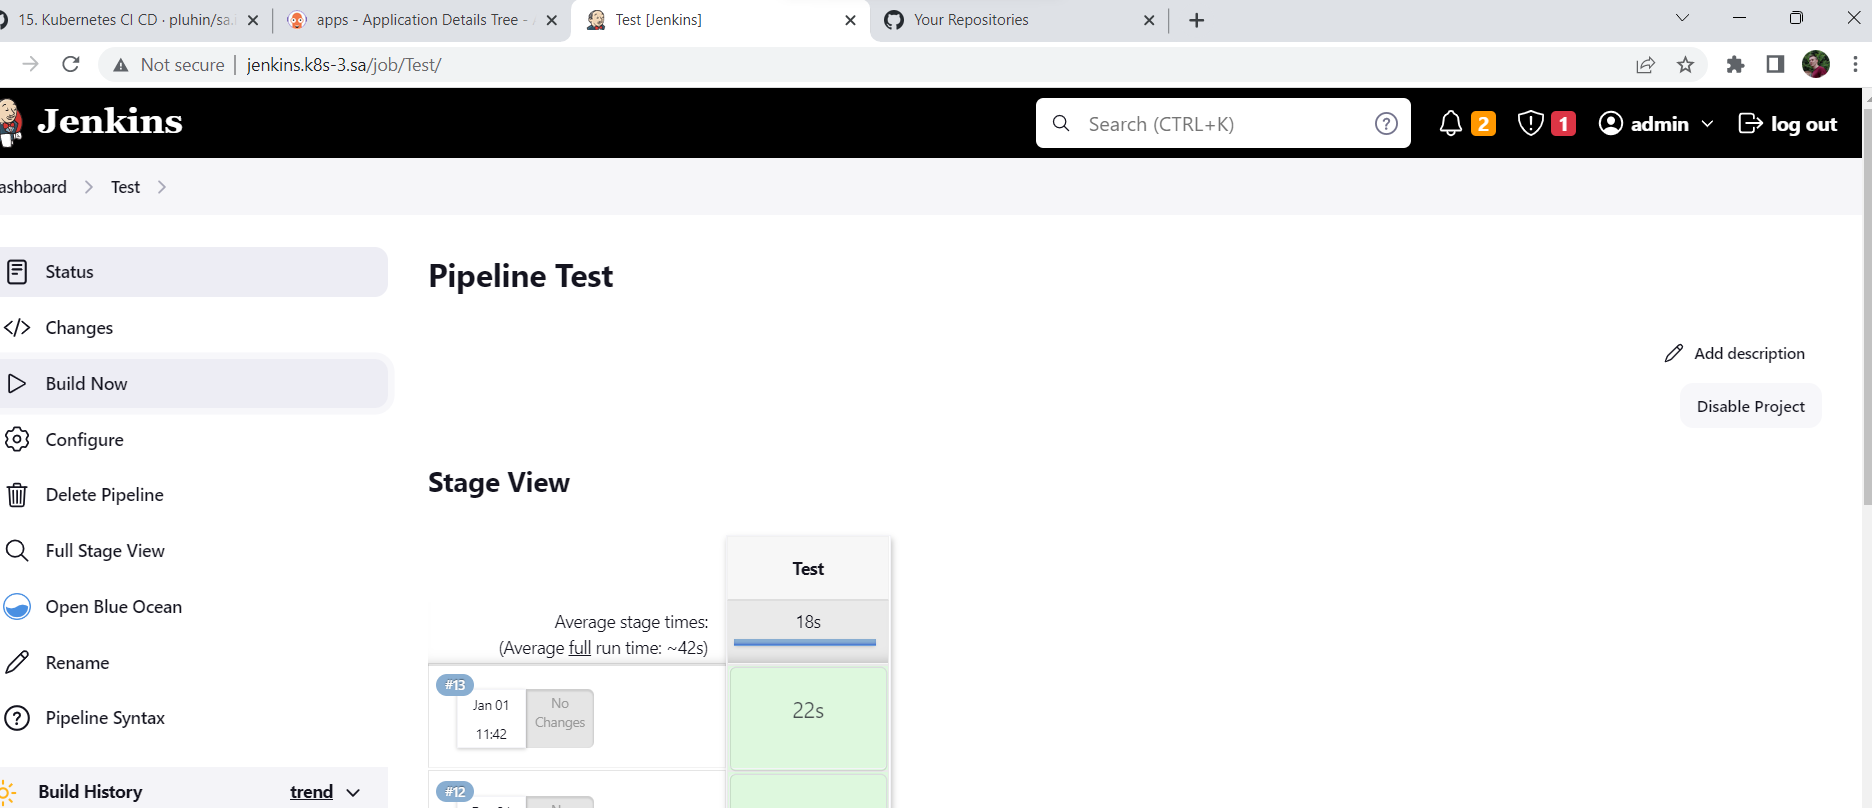 15. Kubernetes CI CD · pluhin/sa.
apps - Application Details Tree -
Test [Jenkins]
Your Repositories
Not secure | jenkins.k8s-3.sa/job/Test/
Jenkins
Search (CTRL+K)
2
1
admin
log out
ashboard
Test
Status
Changes
Build Now
Configure
Delete Pipeline
Full Stage View
Open Blue Ocean
Rename
Pipeline Syntax
Build History
trend
Pipeline Test
Add description
Disable Project
Stage View
Test
Average stage times:
(Average full run time: ~42s)
18s
#13
Jan 01
11:42
No
Changes
22s
#12